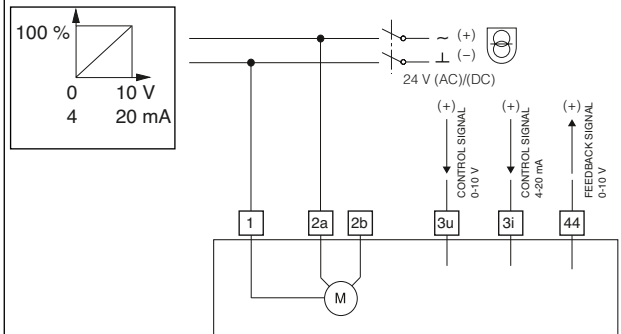 100 %
0 10 V
4 20 mA
~ (+)
⊥ (−)
24 V (AC)/(DC)
(+) (+) (+)
CONTROL SIGNAL
0-10 V
CONTROL SIGNAL
4-20 mA
FEEDBACK SIGNAL
0-10 V
1 2a 2b 3u 3i 44
M